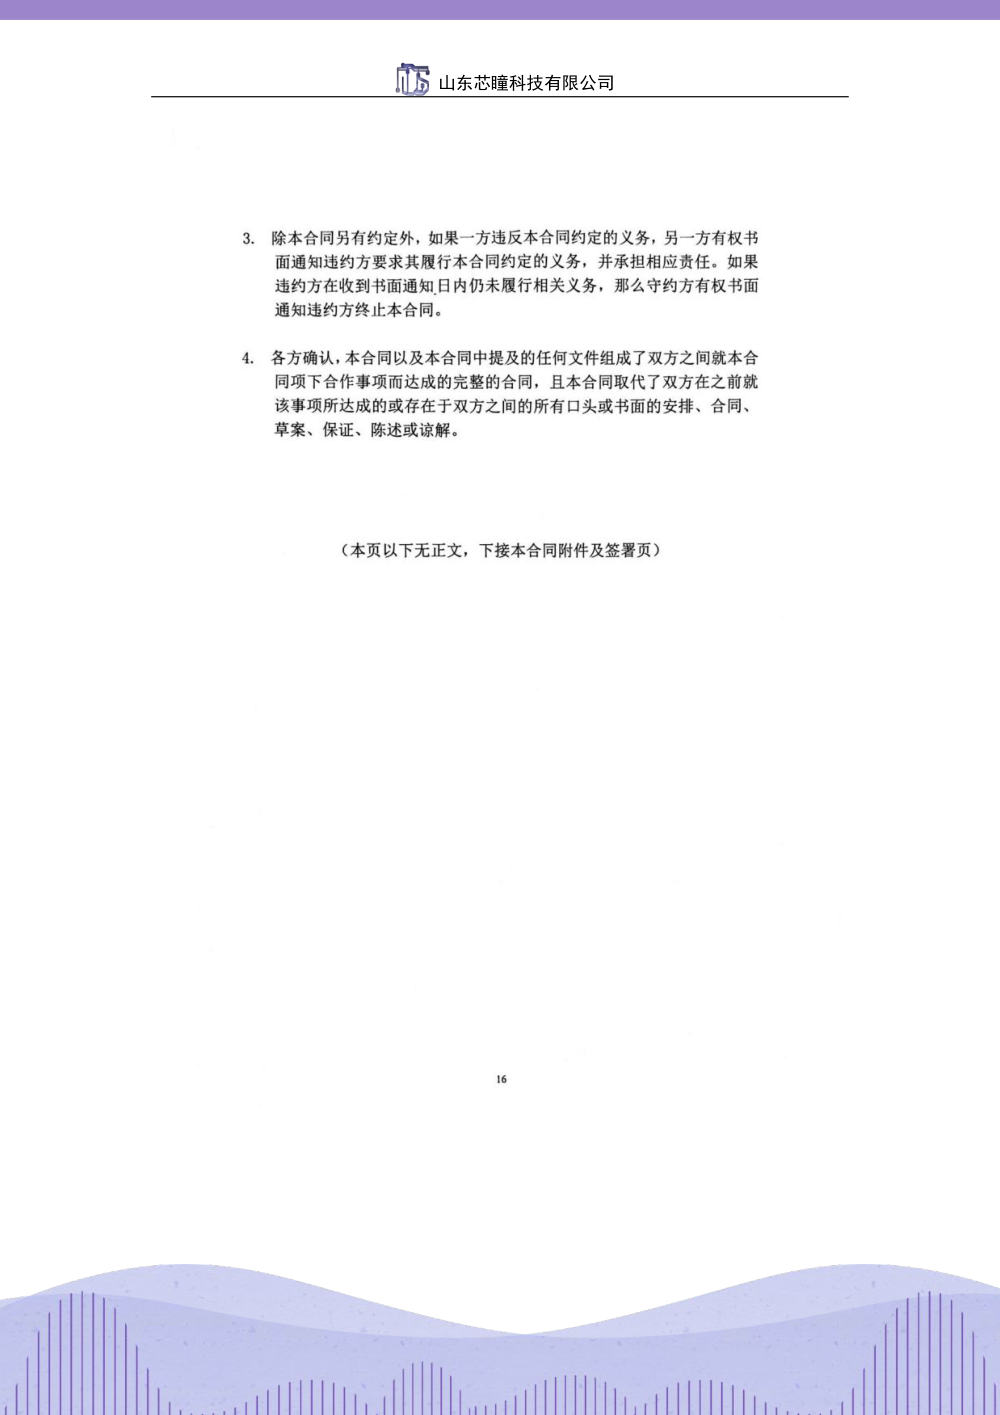 山东芯瞳科技有限公司
3. 除本合同另有约定外，如果一方违反本合同约定的义务，另一方有权书
面通知违约方要求其履行本合同约定的义务，并承担相应责任。如果
违约方在收到书面通知 日内仍未履行相关义务，那么守约方有权书面
通知违约方终止本合同。
4. 各方确认，本合同以及本合同中提及的任何文件组成了双方之间就本合
同项下合作事项而达成的完整的合同，且本合同取代了双方在之前就
该事项所达成的或存在于双方之间的所有口头或书面的安排、合同、
草案、保证、陈述或谅解。
（本页以下无正文，下接本合同附件及签署页）
16